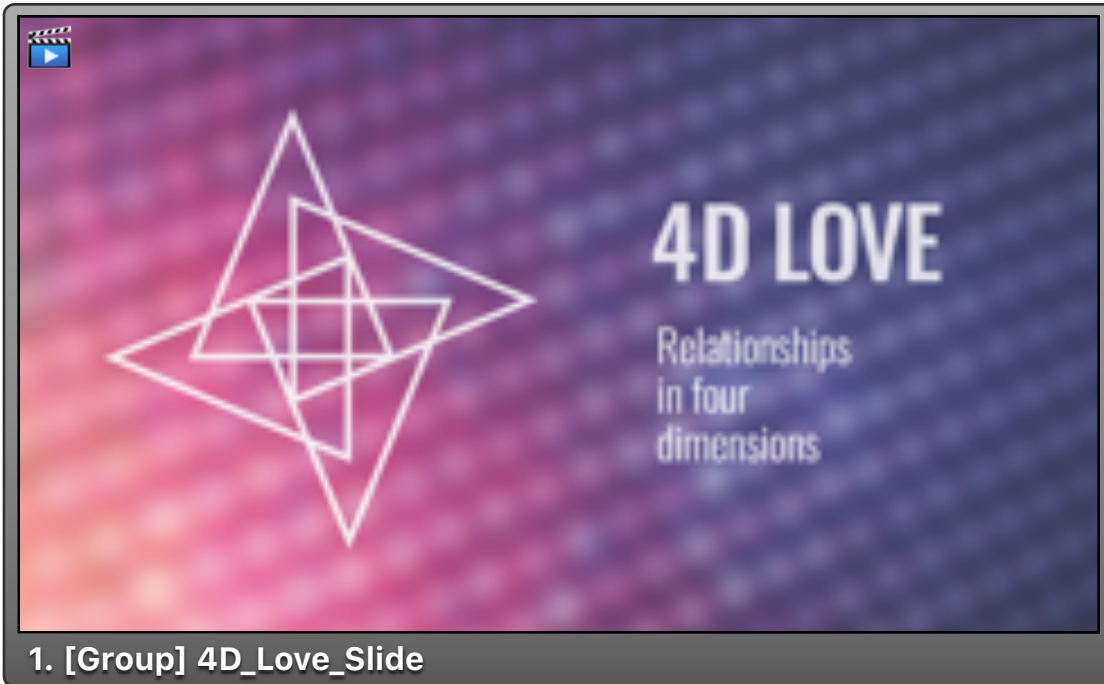 4D LOVE
Relationships
in four
dimensions
1. [Group] 4D_Love_Slide